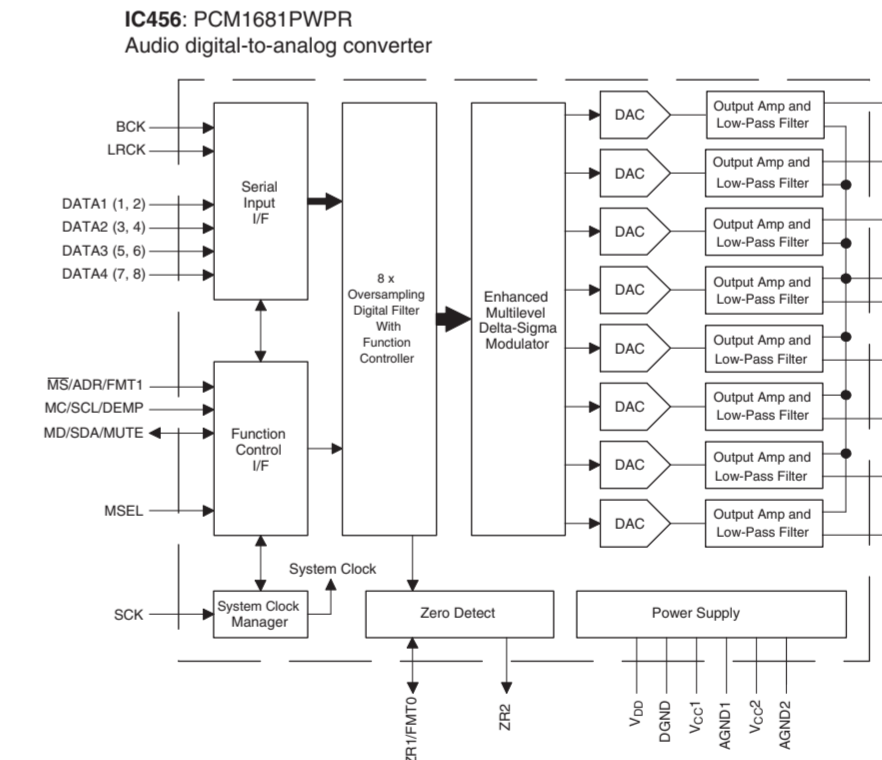 IC456: PCM1681PWPR
Audio digital-to-analog converter
BCK
LRCK
DATA1 (1, 2)
DATA2 (3, 4)
DATA3 (5, 6)
DATA4 (7, 8)
MS/ADR/FMT1
MC/SCL/DEMP
MD/SDA/MUTE
MSEL
SCK
Serial
Input
I/F
Function
Control
I/F
System Clock
System Clock
Manager
8 x
Oversampling
Digital Filter
With
Function
Controller
Enhanced
Multilevel
Delta-Sigma
Modulator
DAC
Output Amp and
Low-Pass Filter
DAC
Output Amp and
Low-Pass Filter
DAC
Output Amp and
Low-Pass Filter
DAC
Output Amp and
Low-Pass Filter
DAC
Output Amp and
Low-Pass Filter
DAC
Output Amp and
Low-Pass Filter
DAC
Output Amp and
Low-Pass Filter
DAC
Output Amp and
Low-Pass Filter
Zero Detect
Power Supply
ZR1/FMT0
ZR2
VDD
DGND
VCC1
AGND1
VCC2
AGND2